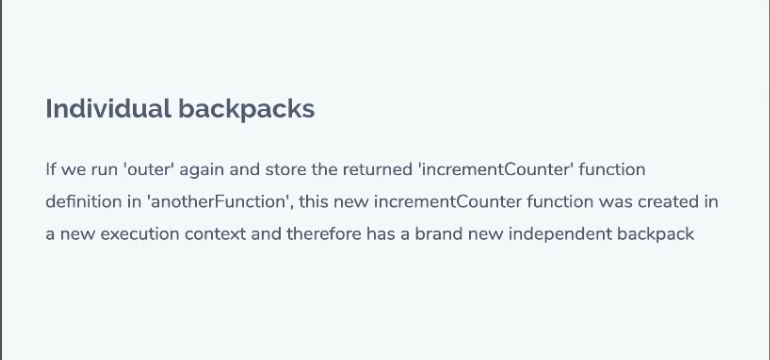 Individual backpacks
If we run 'outer' again and store the returned 'incrementCounter' function
definition in 'anotherFunction', this new incrementCounter function was created in
a new execution context and therefore has a brand new independent backpack